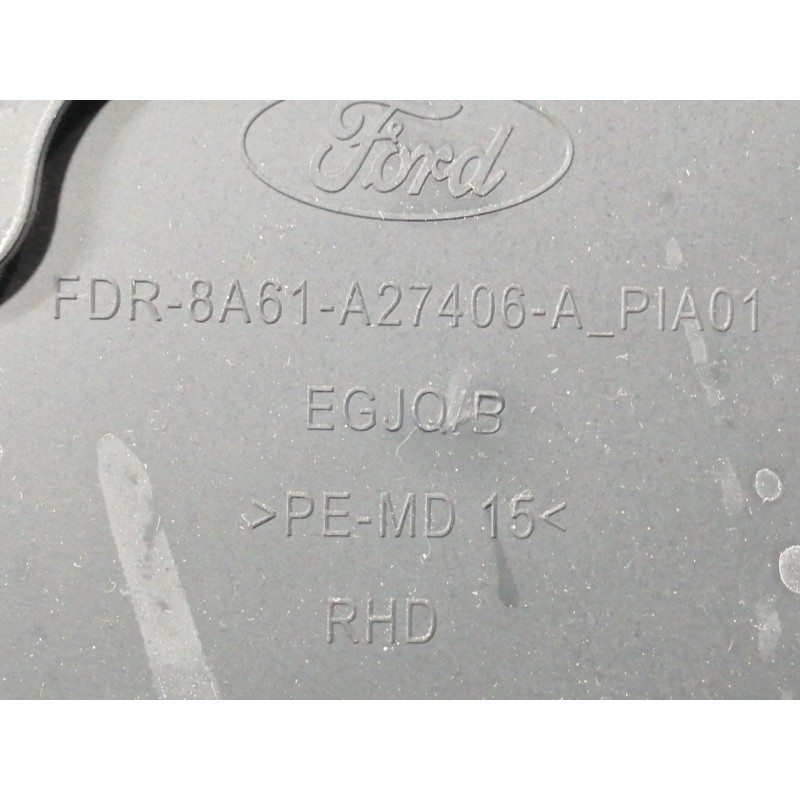 Ford
FDR-8A61-A27406-A_PIA01
EGJQ/B
>PE-MD 15<
RHD